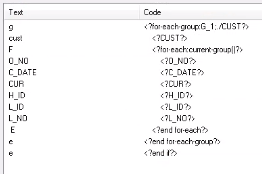 Text Code
g <?for-each-group:G_1;./CUST?>
cust <?CUST?>
F <?for-each:current-group()?>
O_NO <?O_NO?>
C_DATE <?C_DATE?>
CUR <?CUR?>
H_ID <?H_ID?>
L_ID <?L_ID?>
L_NO <?L_NO?>
E <?end for-each?>
e <?end for-each-group?>
e <?end if?>